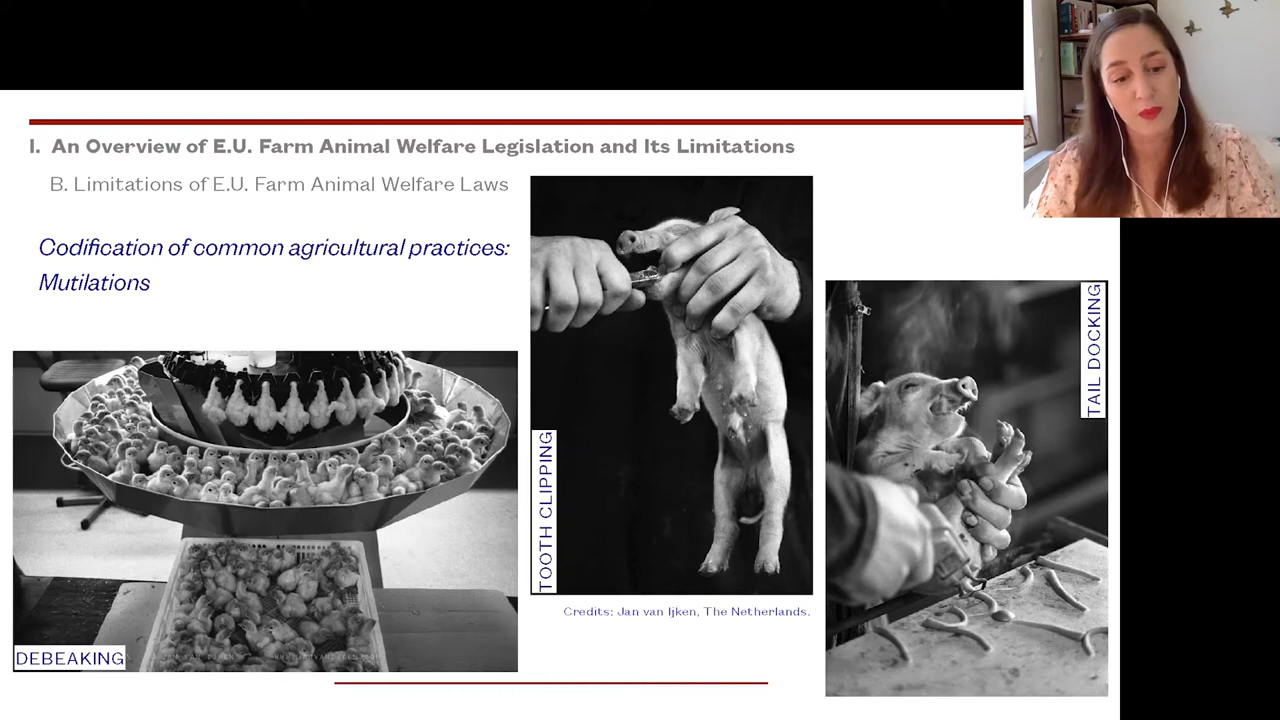 I. An Overview of E.U. Farm Animal Welfare Legislation and Its Limitations
B. Limitations of E.U. Farm Animal Welfare Laws
Codification of common agricultural practices:
Mutilations
DEBEAKING
TOOTH CLIPPING
Credits: Jan van Ijken, The Netherlands.
TAIL DOCKING